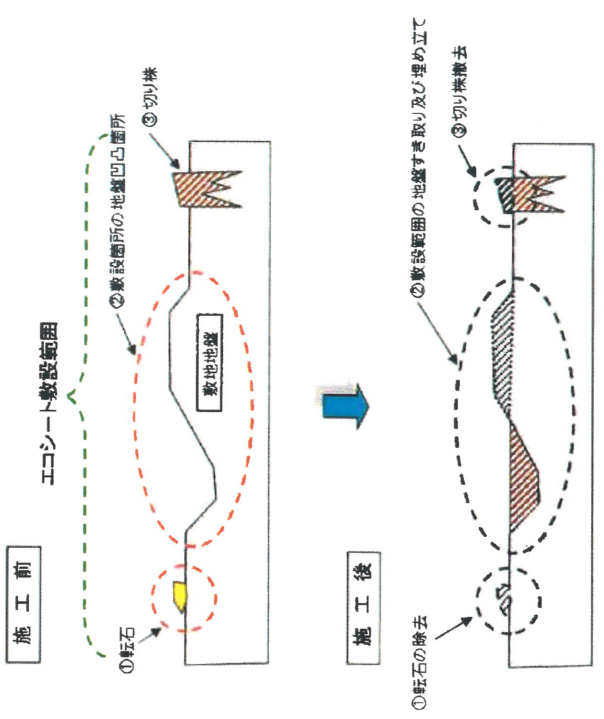 施工前
エコシート敷設範囲
①転石
②敷設箇所の地盤凹凸箇所
③切り株
敷地地盤
施工後
①転石の除去
②敷設範囲の地盤すき取り及び埋め立て
③切り株撤去